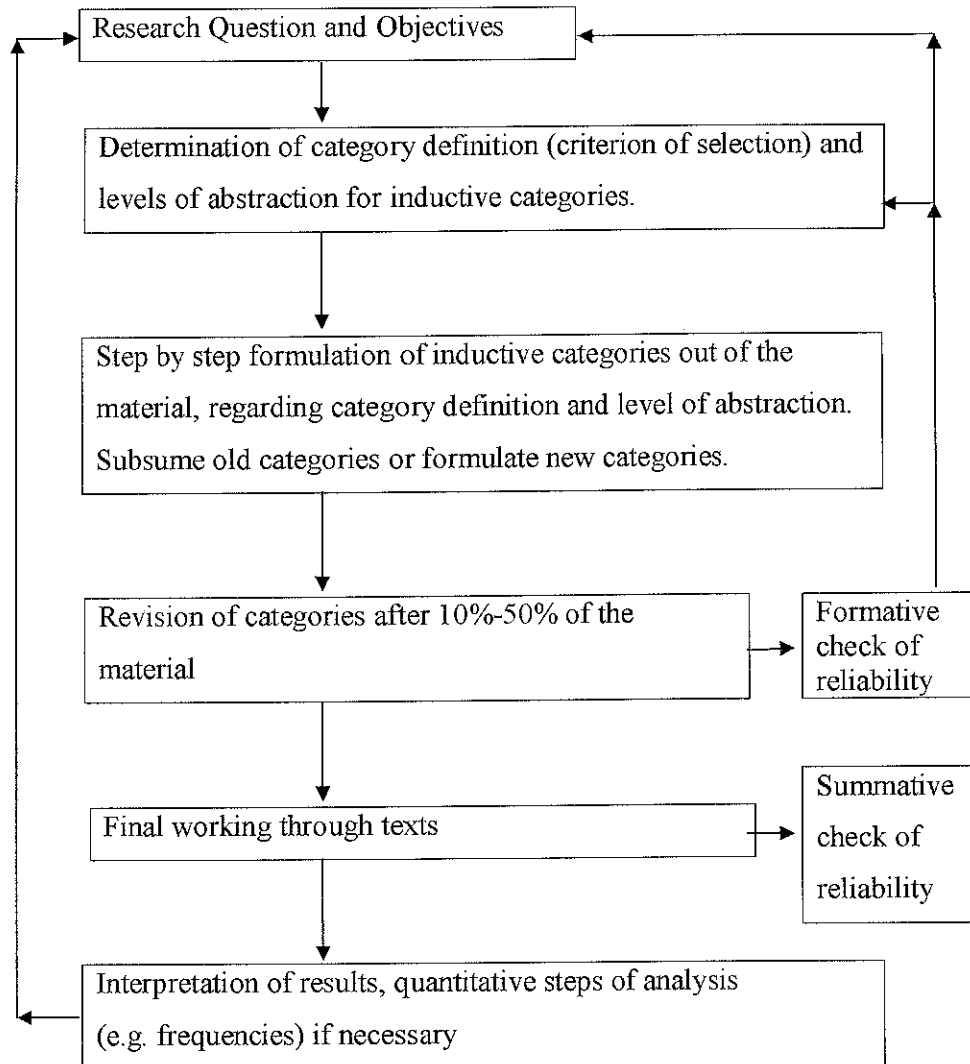 Research Question and Objectives
Determination of category definition (criterion of selection) and
levels of abstraction for inductive categories.
Step by step formulation of inductive categories out of the
material, regarding category definition and level of abstraction.
Subsume old categories or formulate new categories.
Revision of categories after 10%-50% of the
material
Formative
check of
reliability
Final working through texts
Summative
check of
reliability
Interpretation of results, quantitative steps of analysis
(e.g. frequencies) if necessary